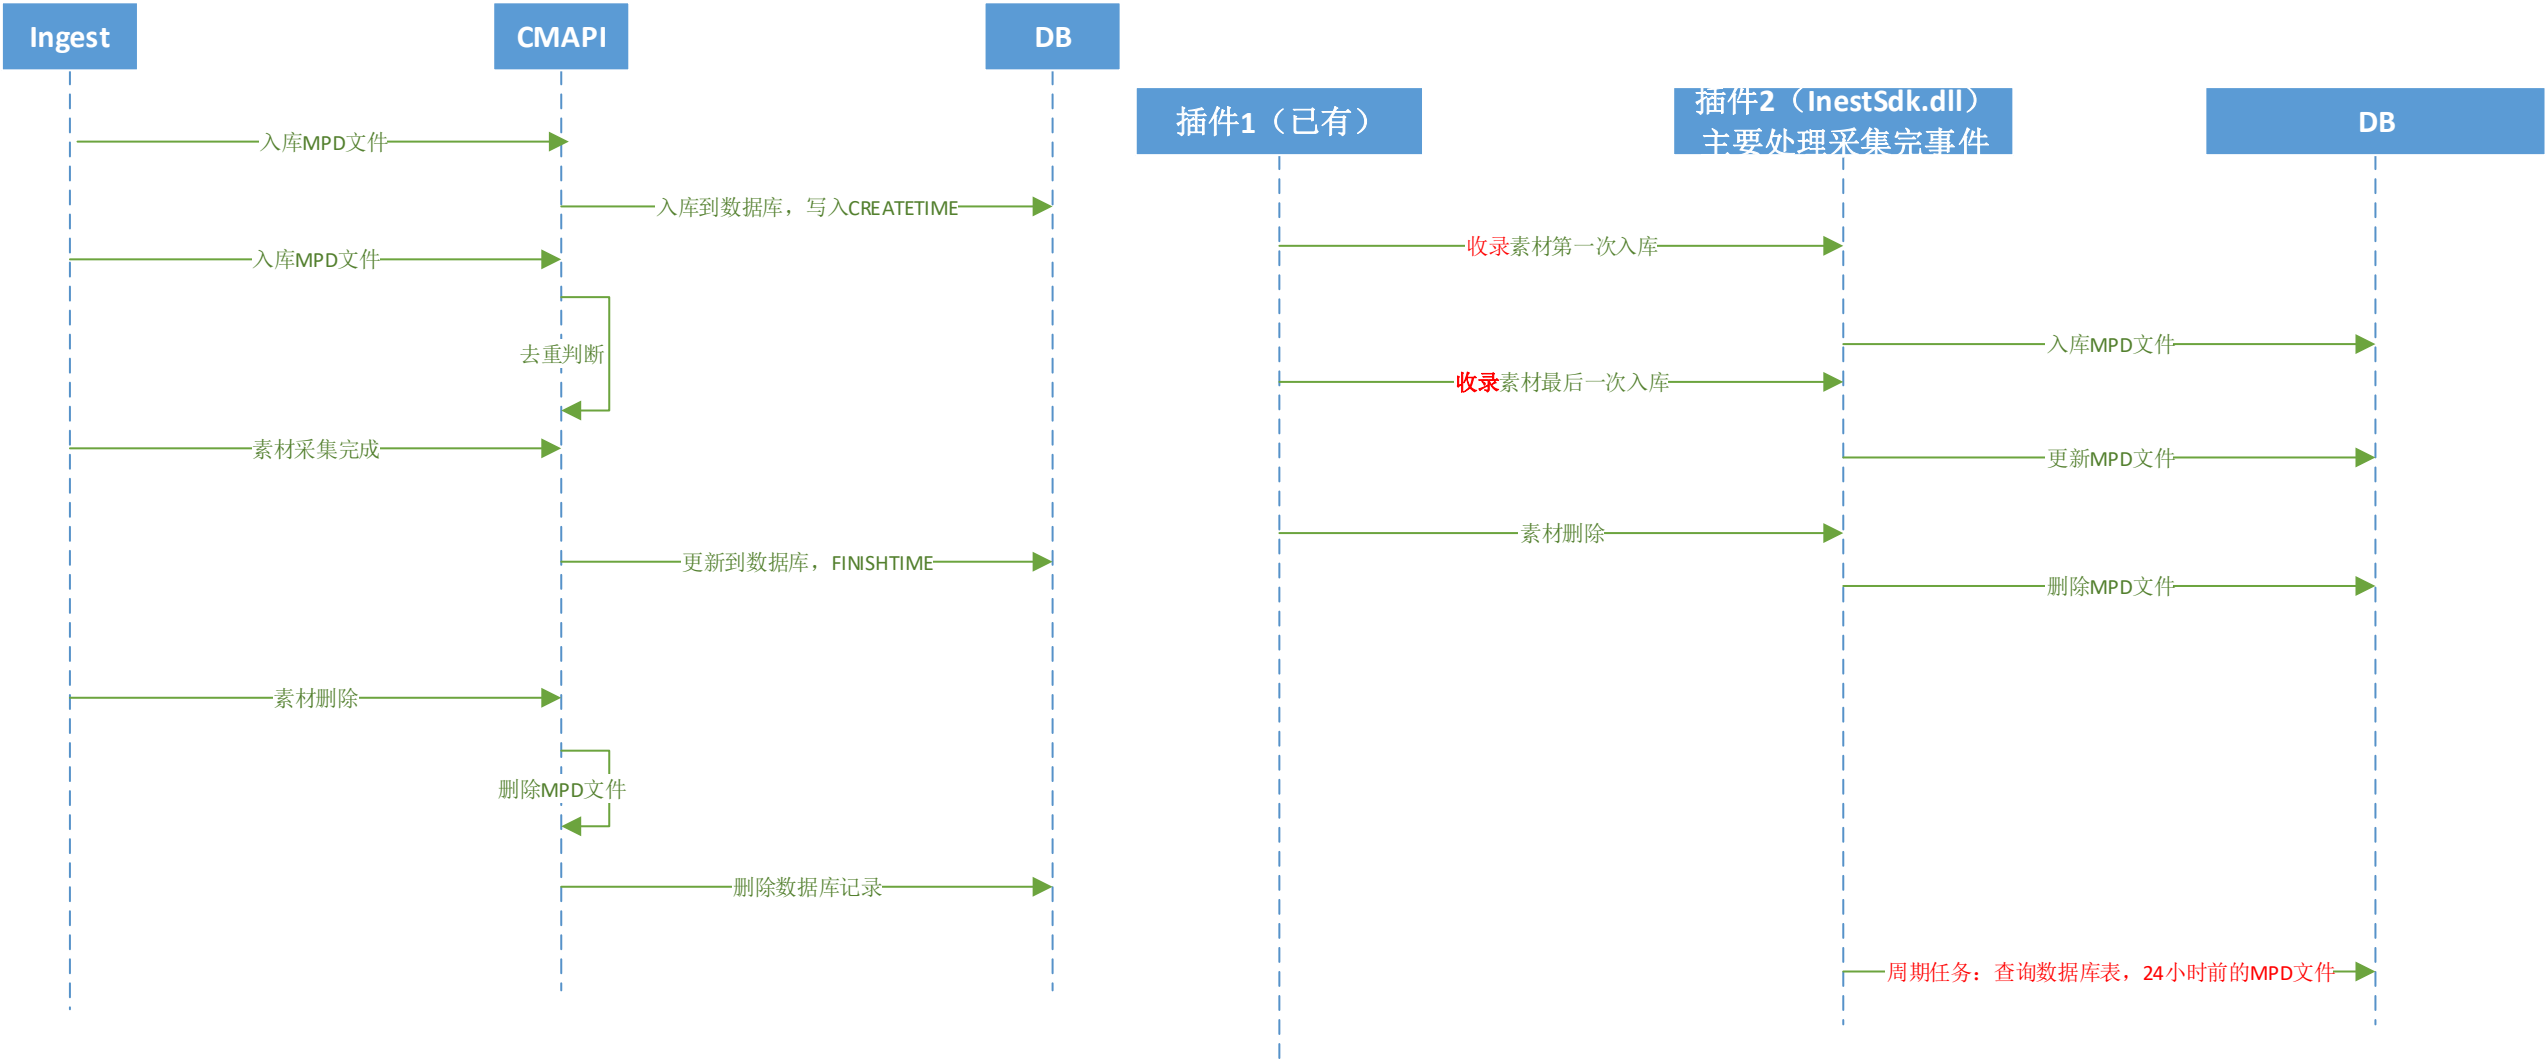 Ingest
CMAPI
DB
入库MPD文件
入库到数据库，写入CREATETIME
入库MPD文件
去重判断
素材采集完成
更新到数据库，FINISHTIME
素材删除
删除MPD文件
删除数据库记录
插件1（已有）
插件2（InestSdk.dll）
主要处理采集完事件
DB
收录素材第一次入库
入库MPD文件
收录素材最后一次入库
更新MPD文件
素材删除
删除MPD文件
周期任务：查询数据库表，24小时前的MPD文件